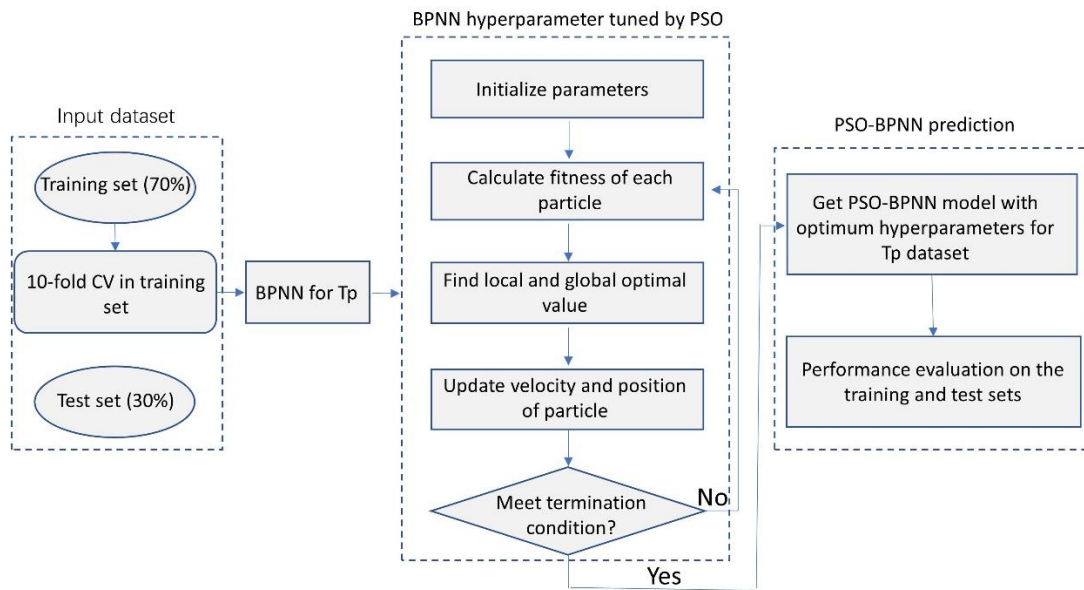 Input dataset
Training set (70%)
10-fold CV in training
set
Test set (30%)
BPNN for Tp
BPNN hyperparameter tuned by PSO
Initialize parameters
Calculate fitness of each
particle
Find local and global optimal
value
Update velocity and position
of particle
Meet termination
condition?
No
Yes
PSO-BPNN prediction
Get PSO-BPNN model with
optimum hyperparameters for
Tp dataset
Performance evaluation on the
training and test sets